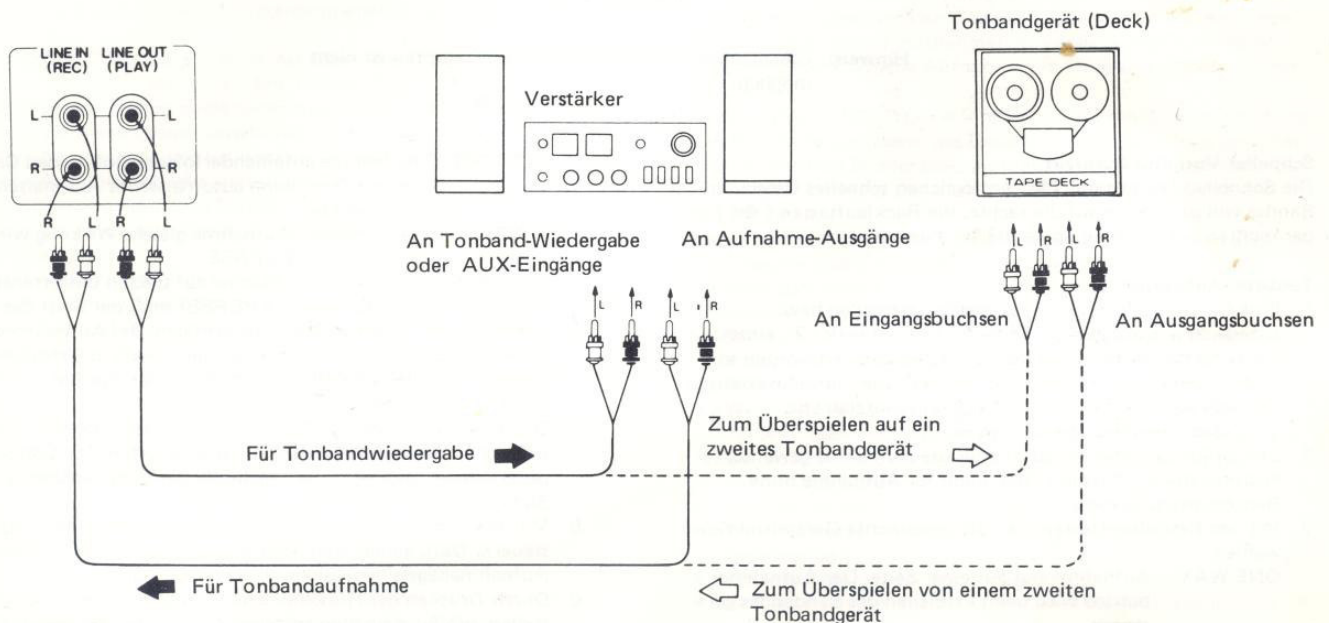 Tonbandgerät (Deck)
LINE IN LINE OUT
(REC) (PLAY)
L L
R R
R L R L
Verstärker
TAPE DECK
An Tonband-Wiedergabe
oder AUX-Eingänge
An Aufnahme-Ausgänge
L R L R
L R L R
An Eingangsbuchsen
An Ausgangsbuchsen
Für Tonbandwiedergabe
Zum Überspielen auf ein
zweites Tonbandgerät
Für Tonbandaufnahme
Zum Überspielen von einem zweiten
Tonbandgerät